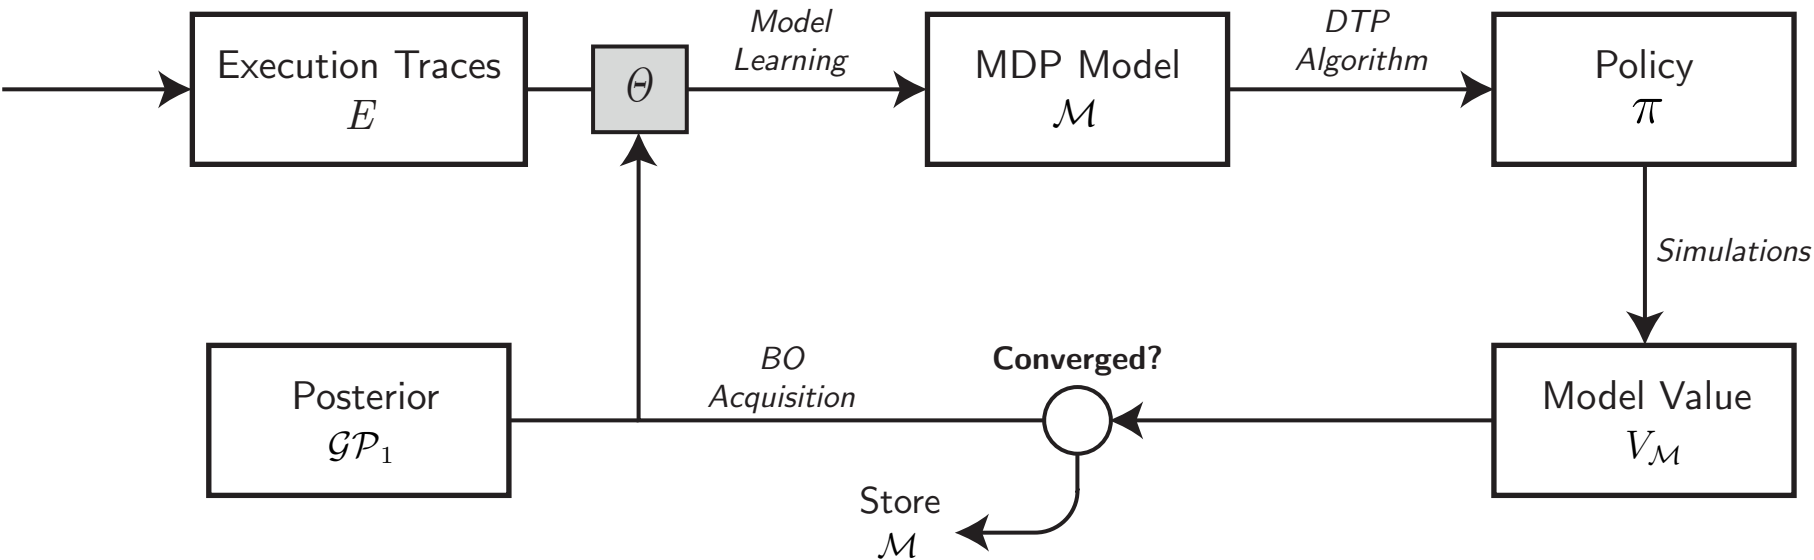 Execution Traces
E
Θ
Model
Learning
MDP Model
ℳ
DTP
Algorithm
Policy
π
Simulations
Posterior
𝒢𝒫₁
BO
Acquisition
Converged?
Model Value
V_ℳ
Store
ℳ